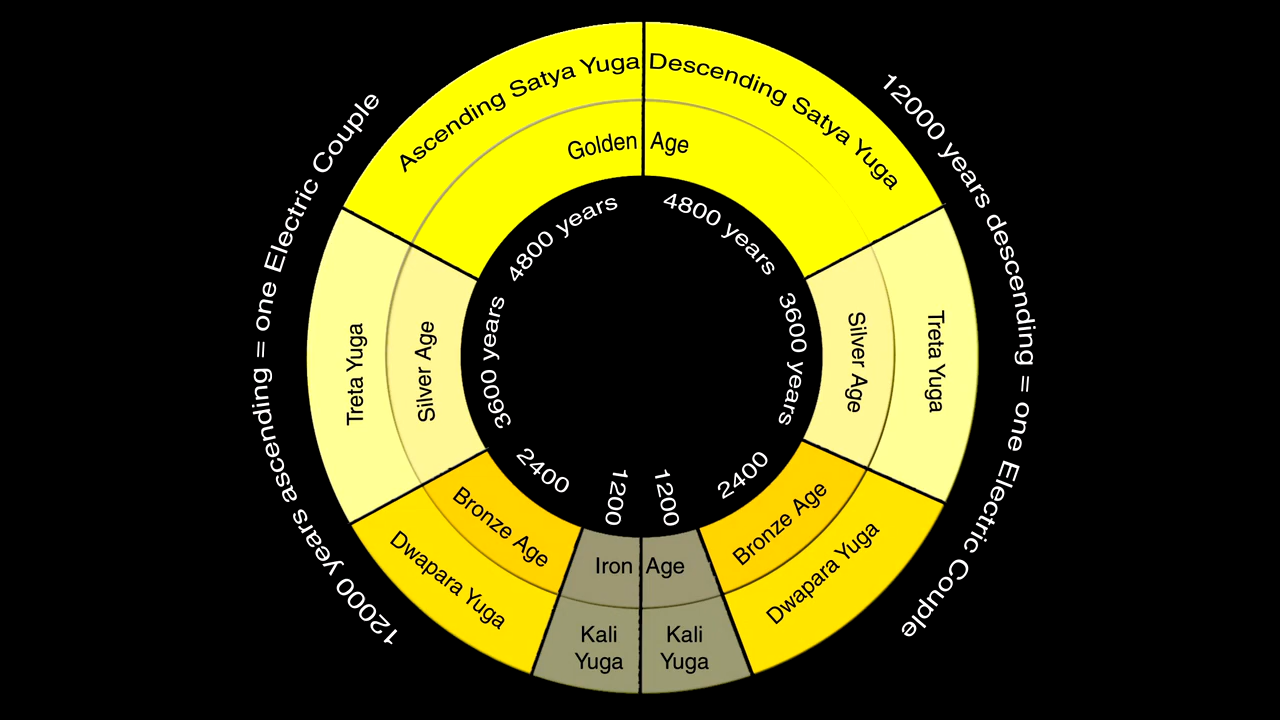 Ascending Satya Yuga
Descending Satya Yuga
Golden Age
4800 years
4800 years
12000 years ascending = one Electric Couple
12000 years descending = one Electric Couple
Treta Yuga
Silver Age
3600 years
3600 years
Silver Age
Treta Yuga
2400
1200
1200
2400
Bronze Age
Dwapara Yuga
Bronze Age
Dwapara Yuga
Iron Age
Kali
Yuga
Kali
Yuga